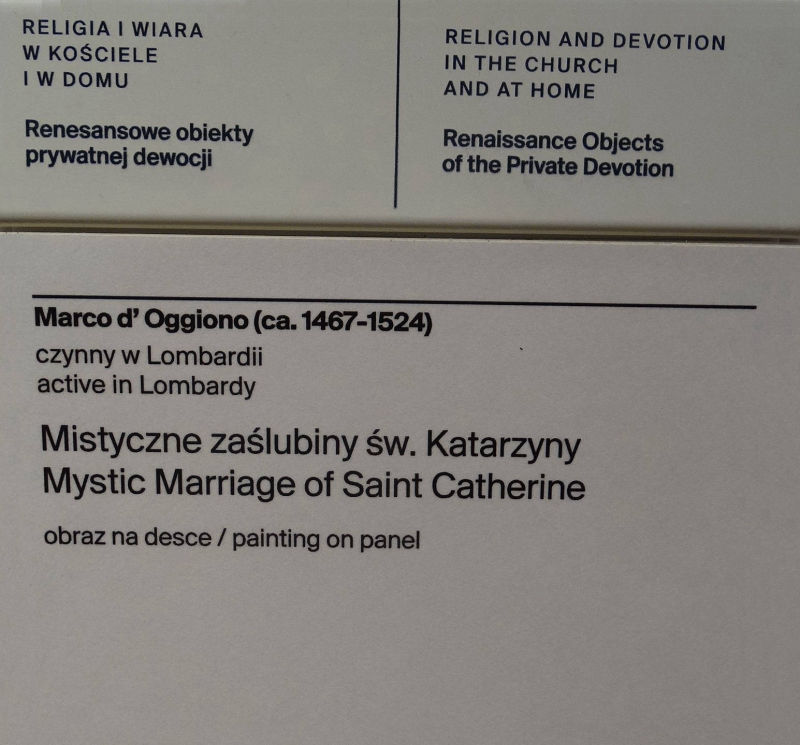 RELIGIA I WIARA
W KOŚCIELE
I W DOMU
Renesansowe obiekty
prywatnej dewocji
RELIGION AND DEVOTION
IN THE CHURCH
AND AT HOME
Renaissance Objects
of the Private Devotion
Marco d' Oggiono (ca. 1467-1524)
czynny w Lombardii
active in Lombardy
Mistyczne zaślubiny św. Katarzyny
Mystic Marriage of Saint Catherine
obraz na desce / painting on panel